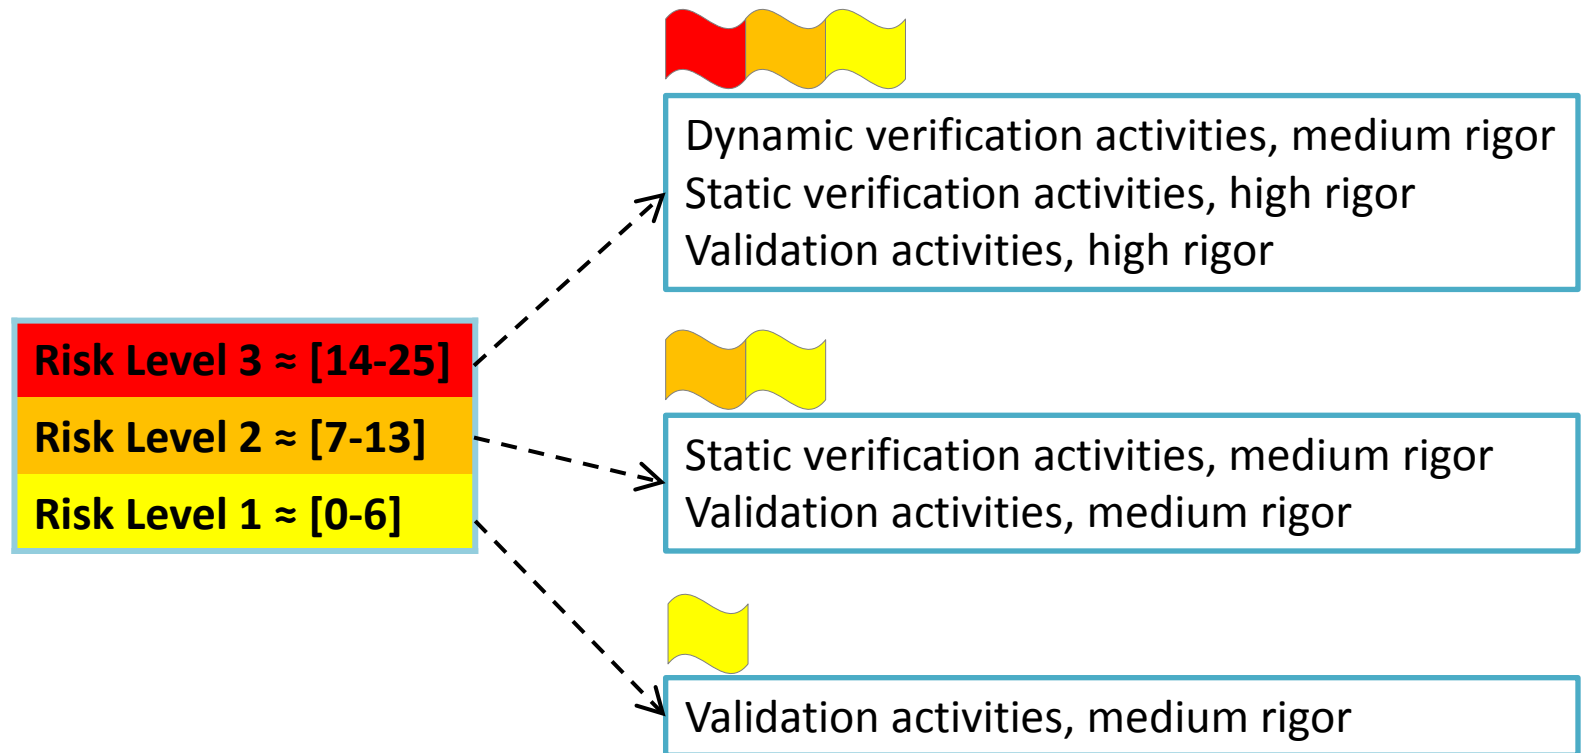 Dynamic verification activities, medium rigor
Static verification activities, high rigor
Validation activities, high rigor
Risk Level 3 ≈ [14-25]
Risk Level 2 ≈ [7-13]
Risk Level 1 ≈ [0-6]
Static verification activities, medium rigor
Validation activities, medium rigor
Validation activities, medium rigor